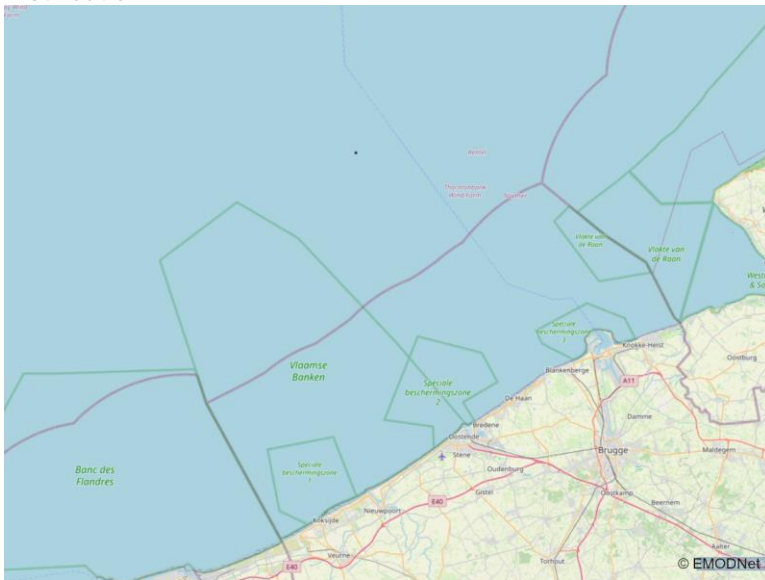 Rentel
Thorntonbank
Wind Farm
Norther
Vlakte van
de Raan
Vlakte van
de Raan
Speciale
beschermingszone
3
Knokke-Heist
Oostburg
Vlaamse
Banken
Blankenberge
A11
Speciale
beschermingszone
2
De Haan
Damme
Bredene
Oostende
Brugge
Maldegem
Stene
Banc des
Flandres
Speciale
beschermingszone
1
Oudenburg
Gistel
Oostkamp
Beernem
E40
Nieuwpoort
Koksijde
Aalter
Veurne
Torhout
E40
© EMODNet